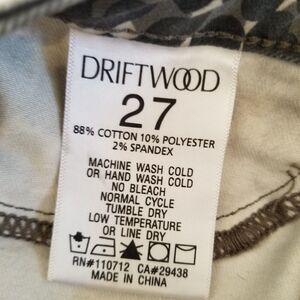 DRIFTWOOD
27
88% COTTON 10% POLYESTER
2% SPANDEX
MACHINE WASH COLD
OR HAND WASH COLD
NO BLEACH
NORMAL CYCLE
TUMBLE DRY
LOW TEMPERATURE
OR LINE DRY
RN#110712 CA#29438
MADE IN CHINA